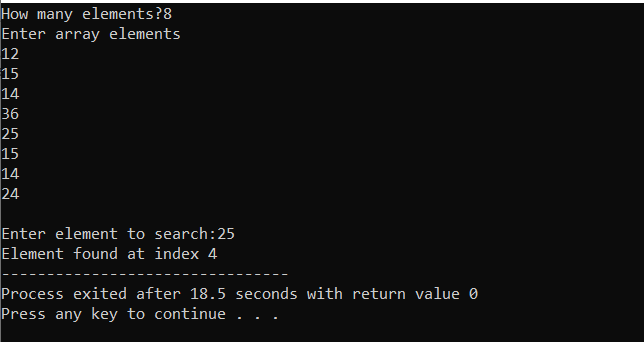 How many elements?8
Enter array elements
12
15
14
36
25
15
14
24
Enter element to search:25
Element found at index 4
--------------------------------
Process exited after 18.5 seconds with return value 0
Press any key to continue . . .